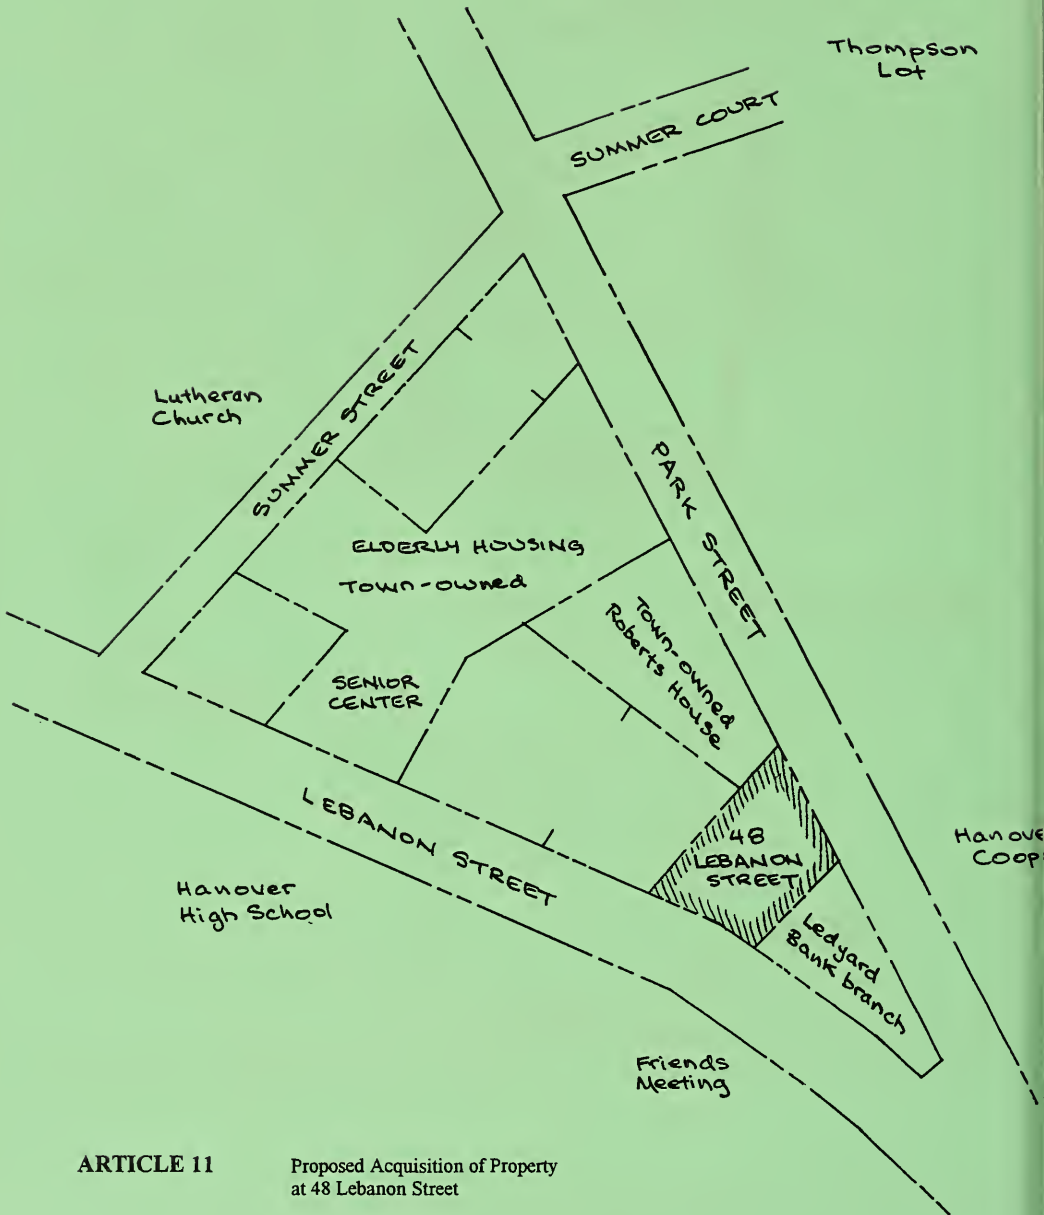 Thompson
Lot
SUMMER COURT
Lutheran
Church
SUMMER STREET
PARK STREET
ELDERLY HOUSING
Town-owned
Town-owned
Roberts House
SENIOR
CENTER
LEBANON STREET
48
LEBANON
STREET
Hanove
Coop
Hanover
High School
Ledyard
Bank branch
Friends
Meeting
ARTICLE 11
Proposed Acquisition of Property
at 48 Lebanon Street